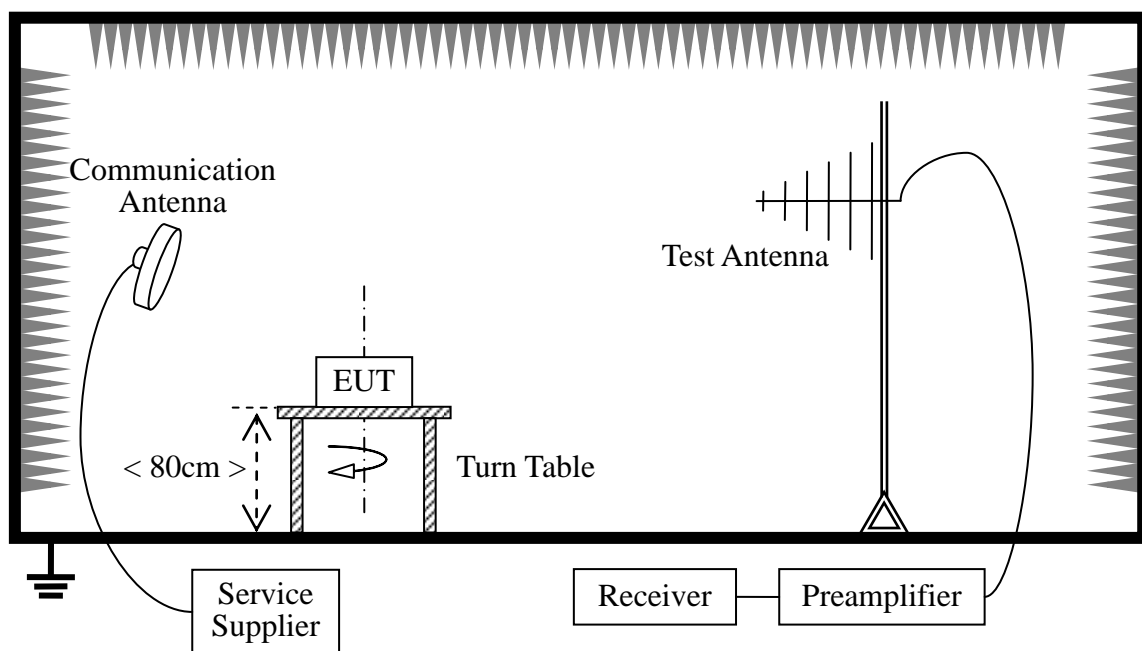 Communication
Antenna
Test Antenna
EUT
< 80cm >
Turn Table
Service
Supplier
Receiver
Preamplifier